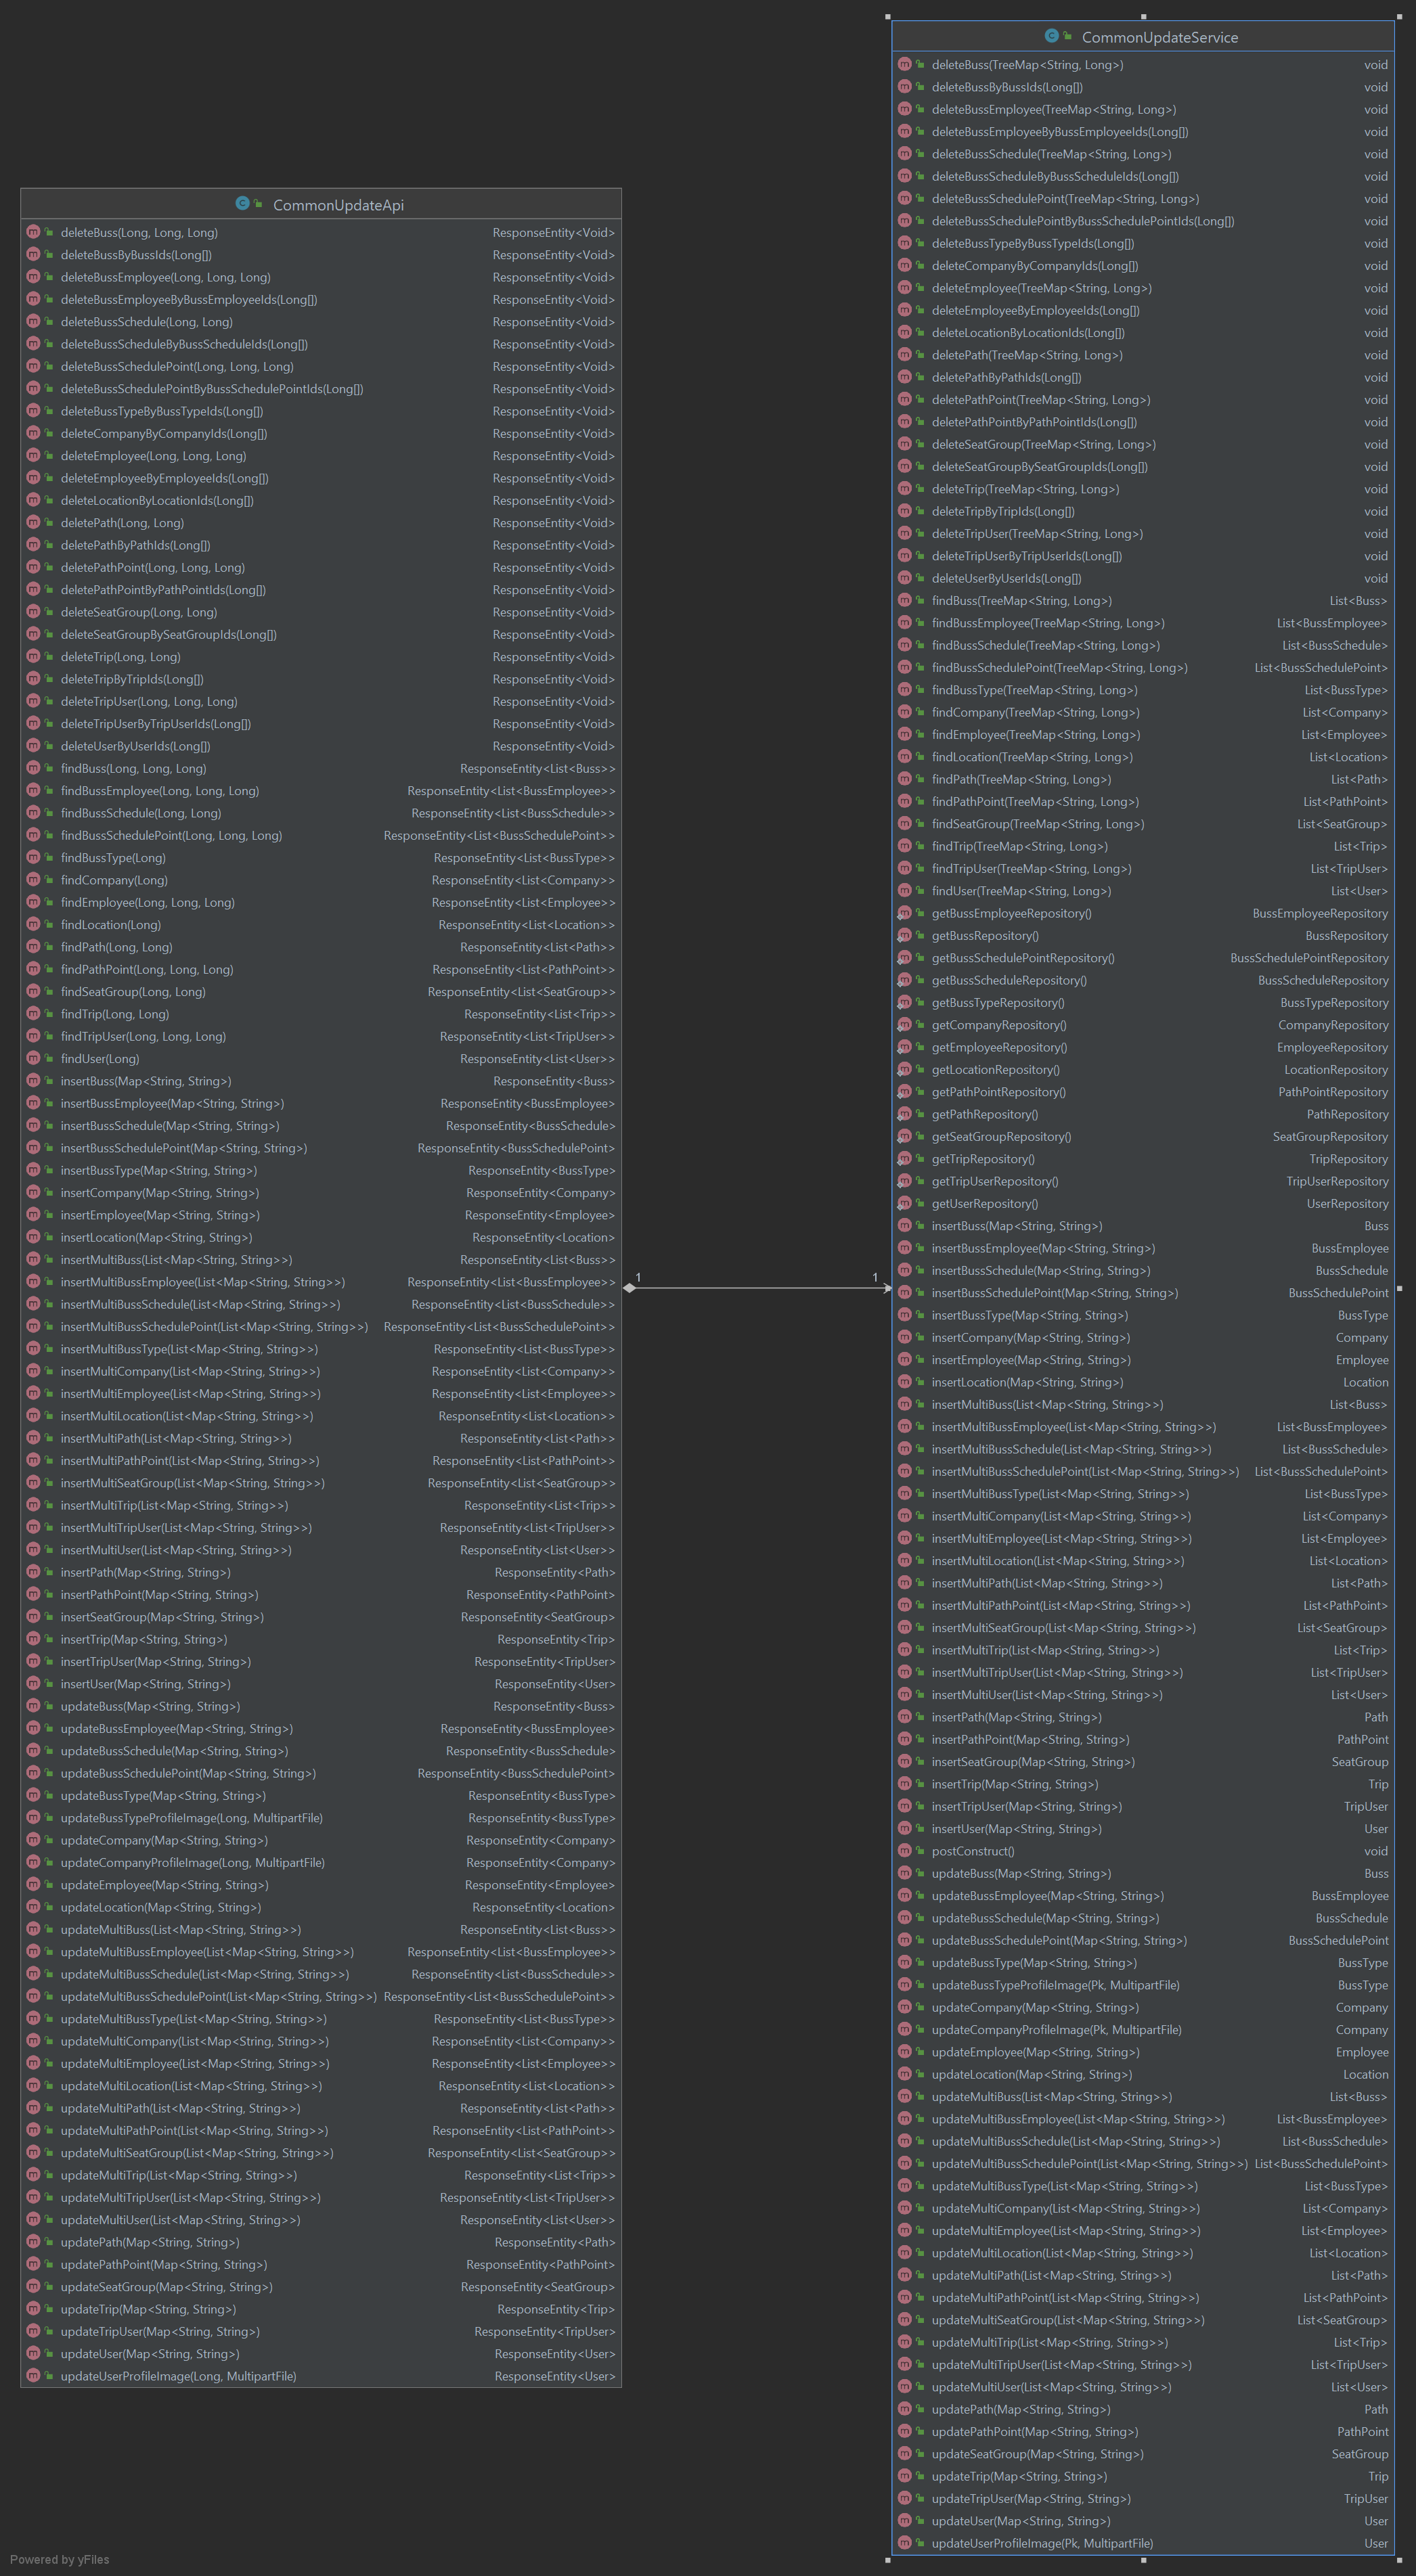 CommonUpdateApi
deleteBuss(Long, Long, Long) ResponseEntity<Void>
deleteBussByBussIds(Long[]) ResponseEntity<Void>
deleteBussEmployee(Long, Long, Long) ResponseEntity<Void>
deleteBussEmployeeByBussEmployeeIds(Long[]) ResponseEntity<Void>
deleteBussSchedule(Long, Long) ResponseEntity<Void>
deleteBussScheduleByBussScheduleIds(Long[]) ResponseEntity<Void>
deleteBussSchedulePoint(Long, Long, Long) ResponseEntity<Void>
deleteBussSchedulePointByBussSchedulePointIds(Long[]) ResponseEntity<Void>
deleteBussTypeByBussTypeIds(Long[]) ResponseEntity<Void>
deleteCompanyByCompanyIds(Long[]) ResponseEntity<Void>
deleteEmployee(Long, Long, Long) ResponseEntity<Void>
deleteEmployeeByEmployeeIds(Long[]) ResponseEntity<Void>
deleteLocationByLocationIds(Long[]) ResponseEntity<Void>
deletePath(Long, Long) ResponseEntity<Void>
deletePathByPathIds(Long[]) ResponseEntity<Void>
deletePathPoint(Long, Long, Long) ResponseEntity<Void>
deletePathPointByPathPointIds(Long[]) ResponseEntity<Void>
deleteSeatGroup(Long, Long) ResponseEntity<Void>
deleteSeatGroupBySeatGroupIds(Long[]) ResponseEntity<Void>
deleteTrip(Long, Long) ResponseEntity<Void>
deleteTripByTripIds(Long[]) ResponseEntity<Void>
deleteTripUser(Long, Long, Long) ResponseEntity<Void>
deleteTripUserByTripUserIds(Long[]) ResponseEntity<Void>
deleteUserByUserIds(Long[]) ResponseEntity<Void>
findBuss(Long, Long, Long) ResponseEntity<List<Buss>>
findBussEmployee(Long, Long, Long) ResponseEntity<List<BussEmployee>>
findBussSchedule(Long, Long) ResponseEntity<List<BussSchedule>>
findBussSchedulePoint(Long, Long, Long) ResponseEntity<List<BussSchedulePoint>>
findBussType(Long) ResponseEntity<List<BussType>>
findCompany(Long) ResponseEntity<List<Company>>
findEmployee(Long, Long, Long) ResponseEntity<List<Employee>>
findLocation(Long) ResponseEntity<List<Location>>
findPath(Long, Long) ResponseEntity<List<Path>>
findPathPoint(Long, Long, Long) ResponseEntity<List<PathPoint>>
findSeatGroup(Long, Long) ResponseEntity<List<SeatGroup>>
findTrip(Long, Long) ResponseEntity<List<Trip>>
findTripUser(Long, Long, Long) ResponseEntity<List<TripUser>>
findUser(Long) ResponseEntity<List<User>>
insertBuss(Map<String, String>) ResponseEntity<Buss>
insertBussEmployee(Map<String, String>) ResponseEntity<BussEmployee>
insertBussSchedule(Map<String, String>) ResponseEntity<BussSchedule>
insertBussSchedulePoint(Map<String, String>) ResponseEntity<BussSchedulePoint>
insertBussType(Map<String, String>) ResponseEntity<BussType>
insertCompany(Map<String, String>) ResponseEntity<Company>
insertEmployee(Map<String, String>) ResponseEntity<Employee>
insertLocation(Map<String, String>) ResponseEntity<Location>
insertMultiBuss(List<Map<String, String>>) ResponseEntity<List<Buss>>
insertMultiBussEmployee(List<Map<String, String>>) ResponseEntity<List<BussEmployee>>
insertMultiBussSchedule(List<Map<String, String>>) ResponseEntity<List<BussSchedule>>
insertMultiBussSchedulePoint(List<Map<String, String>>) ResponseEntity<List<BussSchedulePoint>>
insertMultiBussType(List<Map<String, String>>) ResponseEntity<List<BussType>>
insertMultiCompany(List<Map<String, String>>) ResponseEntity<List<Company>>
insertMultiEmployee(List<Map<String, String>>) ResponseEntity<List<Employee>>
insertMultiLocation(List<Map<String, String>>) ResponseEntity<List<Location>>
insertMultiPath(List<Map<String, String>>) ResponseEntity<List<Path>>
insertMultiPathPoint(List<Map<String, String>>) ResponseEntity<List<PathPoint>>
insertMultiSeatGroup(List<Map<String, String>>) ResponseEntity<List<SeatGroup>>
insertMultiTrip(List<Map<String, String>>) ResponseEntity<List<Trip>>
insertMultiTripUser(List<Map<String, String>>) ResponseEntity<List<TripUser>>
insertMultiUser(List<Map<String, String>>) ResponseEntity<List<User>>
insertPath(Map<String, String>) ResponseEntity<Path>
insertPathPoint(Map<String, String>) ResponseEntity<PathPoint>
insertSeatGroup(Map<String, String>) ResponseEntity<SeatGroup>
insertTrip(Map<String, String>) ResponseEntity<Trip>
insertTripUser(Map<String, String>) ResponseEntity<TripUser>
insertUser(Map<String, String>) ResponseEntity<User>
updateBuss(Map<String, String>) ResponseEntity<Buss>
updateBussEmployee(Map<String, String>) ResponseEntity<BussEmployee>
updateBussSchedule(Map<String, String>) ResponseEntity<BussSchedule>
updateBussSchedulePoint(Map<String, String>) ResponseEntity<BussSchedulePoint>
updateBussType(Map<String, String>) ResponseEntity<BussType>
updateBussTypeProfileImage(Long, MultipartFile) ResponseEntity<BussType>
updateCompany(Map<String, String>) ResponseEntity<Company>
updateCompanyProfileImage(Long, MultipartFile) ResponseEntity<Company>
updateEmployee(Map<String, String>) ResponseEntity<Employee>
updateLocation(Map<String, String>) ResponseEntity<Location>
updateMultiBuss(List<Map<String, String>>) ResponseEntity<List<Buss>>
updateMultiBussEmployee(List<Map<String, String>>) ResponseEntity<List<BussEmployee>>
updateMultiBussSchedule(List<Map<String, String>>) ResponseEntity<List<BussSchedule>>
updateMultiBussSchedulePoint(List<Map<String, String>>) ResponseEntity<List<BussSchedulePoint>>
updateMultiBussType(List<Map<String, String>>) ResponseEntity<List<BussType>>
updateMultiCompany(List<Map<String, String>>) ResponseEntity<List<Company>>
updateMultiEmployee(List<Map<String, String>>) ResponseEntity<List<Employee>>
updateMultiLocation(List<Map<String, String>>) ResponseEntity<List<Location>>
updateMultiPath(List<Map<String, String>>) ResponseEntity<List<Path>>
updateMultiPathPoint(List<Map<String, String>>) ResponseEntity<List<PathPoint>>
updateMultiSeatGroup(List<Map<String, String>>) ResponseEntity<List<SeatGroup>>
updateMultiTrip(List<Map<String, String>>) ResponseEntity<List<Trip>>
updateMultiTripUser(List<Map<String, String>>) ResponseEntity<List<TripUser>>
updateMultiUser(List<Map<String, String>>) ResponseEntity<List<User>>
updatePath(Map<String, String>) ResponseEntity<Path>
updatePathPoint(Map<String, String>) ResponseEntity<PathPoint>
updateSeatGroup(Map<String, String>) ResponseEntity<SeatGroup>
updateTrip(Map<String, String>) ResponseEntity<Trip>
updateTripUser(Map<String, String>) ResponseEntity<TripUser>
updateUser(Map<String, String>) ResponseEntity<User>
updateUserProfileImage(Long, MultipartFile) ResponseEntity<User>
1 1
CommonUpdateService
deleteBuss(TreeMap<String, Long>) void
deleteBussByBussIds(Long[]) void
deleteBussEmployee(TreeMap<String, Long>) void
deleteBussEmployeeByBussEmployeeIds(Long[]) void
deleteBussSchedule(TreeMap<String, Long>) void
deleteBussScheduleByBussScheduleIds(Long[]) void
deleteBussSchedulePoint(TreeMap<String, Long>) void
deleteBussSchedulePointByBussSchedulePointIds(Long[]) void
deleteBussTypeByBussTypeIds(Long[]) void
deleteCompanyByCompanyIds(Long[]) void
deleteEmployee(TreeMap<String, Long>) void
deleteEmployeeByEmployeeIds(Long[]) void
deleteLocationByLocationIds(Long[]) void
deletePath(TreeMap<String, Long>) void
deletePathByPathIds(Long[]) void
deletePathPoint(TreeMap<String, Long>) void
deletePathPointByPathPointIds(Long[]) void
deleteSeatGroup(TreeMap<String, Long>) void
deleteSeatGroupBySeatGroupIds(Long[]) void
deleteTrip(TreeMap<String, Long>) void
deleteTripByTripIds(Long[]) void
deleteTripUser(TreeMap<String, Long>) void
deleteTripUserByTripUserIds(Long[]) void
deleteUserByUserIds(Long[]) void
findBuss(TreeMap<String, Long>) List<Buss>
findBussEmployee(TreeMap<String, Long>) List<BussEmployee>
findBussSchedule(TreeMap<String, Long>) List<BussSchedule>
findBussSchedulePoint(TreeMap<String, Long>) List<BussSchedulePoint>
findBussType(TreeMap<String, Long>) List<BussType>
findCompany(TreeMap<String, Long>) List<Company>
findEmployee(TreeMap<String, Long>) List<Employee>
findLocation(TreeMap<String, Long>) List<Location>
findPath(TreeMap<String, Long>) List<Path>
findPathPoint(TreeMap<String, Long>) List<PathPoint>
findSeatGroup(TreeMap<String, Long>) List<SeatGroup>
findTrip(TreeMap<String, Long>) List<Trip>
findTripUser(TreeMap<String, Long>) List<TripUser>
findUser(TreeMap<String, Long>) List<User>
getBussEmployeeRepository() BussEmployeeRepository
getBussRepository() BussRepository
getBussSchedulePointRepository() BussSchedulePointRepository
getBussScheduleRepository() BussScheduleRepository
getBussTypeRepository() BussTypeRepository
getCompanyRepository() CompanyRepository
getEmployeeRepository() EmployeeRepository
getLocationRepository() LocationRepository
getPathPointRepository() PathPointRepository
getPathRepository() PathRepository
getSeatGroupRepository() SeatGroupRepository
getTripRepository() TripRepository
getTripUserRepository() TripUserRepository
getUserRepository() UserRepository
insertBuss(Map<String, String>) Buss
insertBussEmployee(Map<String, String>) BussEmployee
insertBussSchedule(Map<String, String>) BussSchedule
insertBussSchedulePoint(Map<String, String>) BussSchedulePoint
insertBussType(Map<String, String>) BussType
insertCompany(Map<String, String>) Company
insertEmployee(Map<String, String>) Employee
insertLocation(Map<String, String>) Location
insertMultiBuss(List<Map<String, String>>) List<Buss>
insertMultiBussEmployee(List<Map<String, String>>) List<BussEmployee>
insertMultiBussSchedule(List<Map<String, String>>) List<BussSchedule>
insertMultiBussSchedulePoint(List<Map<String, String>>) List<BussSchedulePoint>
insertMultiBussType(List<Map<String, String>>) List<BussType>
insertMultiCompany(List<Map<String, String>>) List<Company>
insertMultiEmployee(List<Map<String, String>>) List<Employee>
insertMultiLocation(List<Map<String, String>>) List<Location>
insertMultiPath(List<Map<String, String>>) List<Path>
insertMultiPathPoint(List<Map<String, String>>) List<PathPoint>
insertMultiSeatGroup(List<Map<String, String>>) List<SeatGroup>
insertMultiTrip(List<Map<String, String>>) List<Trip>
insertMultiTripUser(List<Map<String, String>>) List<TripUser>
insertMultiUser(List<Map<String, String>>) List<User>
insertPath(Map<String, String>) Path
insertPathPoint(Map<String, String>) PathPoint
insertSeatGroup(Map<String, String>) SeatGroup
insertTrip(Map<String, String>) Trip
insertTripUser(Map<String, String>) TripUser
insertUser(Map<String, String>) User
postConstruct() void
updateBuss(Map<String, String>) Buss
updateBussEmployee(Map<String, String>) BussEmployee
updateBussSchedule(Map<String, String>) BussSchedule
updateBussSchedulePoint(Map<String, String>) BussSchedulePoint
updateBussType(Map<String, String>) BussType
updateBussTypeProfileImage(Pk, MultipartFile) BussType
updateCompany(Map<String, String>) Company
updateCompanyProfileImage(Pk, MultipartFile) Company
updateEmployee(Map<String, String>) Employee
updateLocation(Map<String, String>) Location
updateMultiBuss(List<Map<String, String>>) List<Buss>
updateMultiBussEmployee(List<Map<String, String>>) List<BussEmployee>
updateMultiBussSchedule(List<Map<String, String>>) List<BussSchedule>
updateMultiBussSchedulePoint(List<Map<String, String>>) List<BussSchedulePoint>
updateMultiBussType(List<Map<String, String>>) List<BussType>
updateMultiCompany(List<Map<String, String>>) List<Company>
updateMultiEmployee(List<Map<String, String>>) List<Employee>
updateMultiLocation(List<Map<String, String>>) List<Location>
updateMultiPath(List<Map<String, String>>) List<Path>
updateMultiPathPoint(List<Map<String, String>>) List<PathPoint>
updateMultiSeatGroup(List<Map<String, String>>) List<SeatGroup>
updateMultiTrip(List<Map<String, String>>) List<Trip>
updateMultiTripUser(List<Map<String, String>>) List<TripUser>
updateMultiUser(List<Map<String, String>>) List<User>
updatePath(Map<String, String>) Path
updatePathPoint(Map<String, String>) PathPoint
updateSeatGroup(Map<String, String>) SeatGroup
updateTrip(Map<String, String>) Trip
updateTripUser(Map<String, String>) TripUser
updateUser(Map<String, String>) User
updateUserProfileImage(Pk, MultipartFile) User
Powered by yFiles